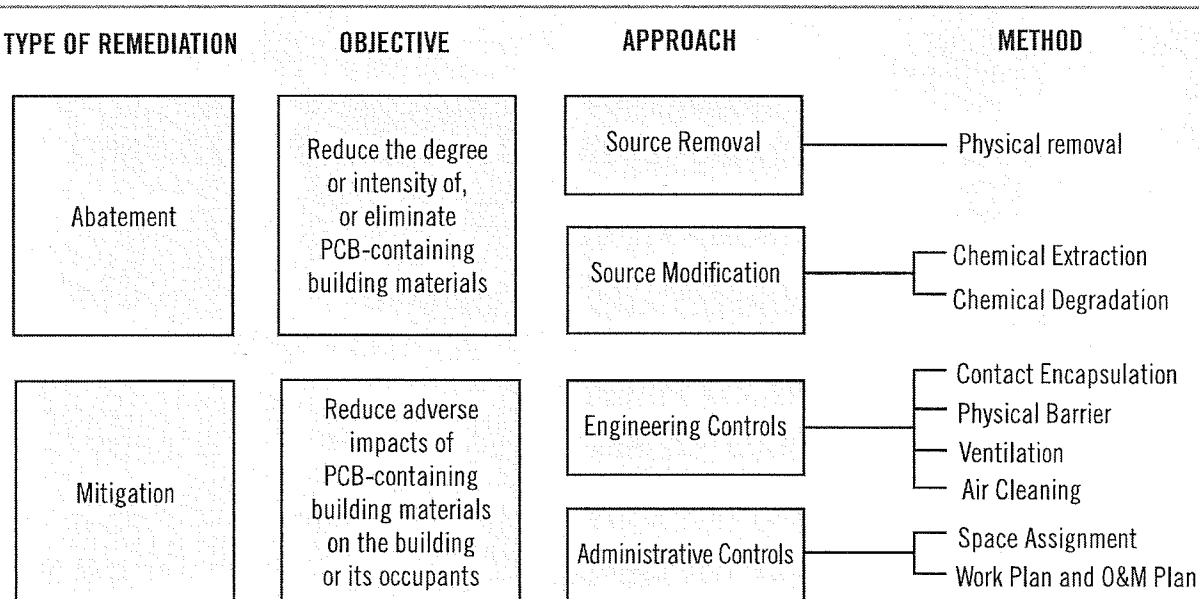 TYPE OF REMEDIATION
OBJECTIVE
APPROACH
METHOD
Abatement
Reduce the degree
or intensity of,
or eliminate
PCB-containing
building materials
Source Removal
Physical removal
Source Modification
Chemical Extraction
Chemical Degradation
Mitigation
Reduce adverse
impacts of
PCB-containing
building materials
on the building
or its occupants
Engineering Controls
Contact Encapsulation
Physical Barrier
Ventilation
Air Cleaning
Administrative Controls
Space Assignment
Work Plan and O&M Plan